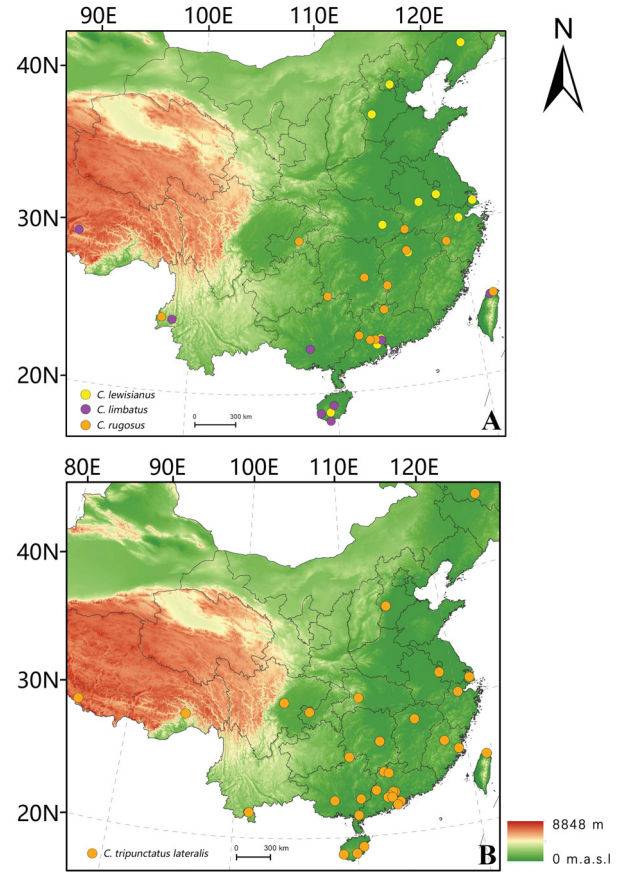 90E 100E 110E 120E
N
40N
30N
20N
C. lewisianus
C. limbatus
C. rugosus
0 300 km
A
80E 90E 100E 110E 120E
40N
30N
20N
C. tripunctatus lateralis
0 300 km
B
8848 m
0 m.a.s.l